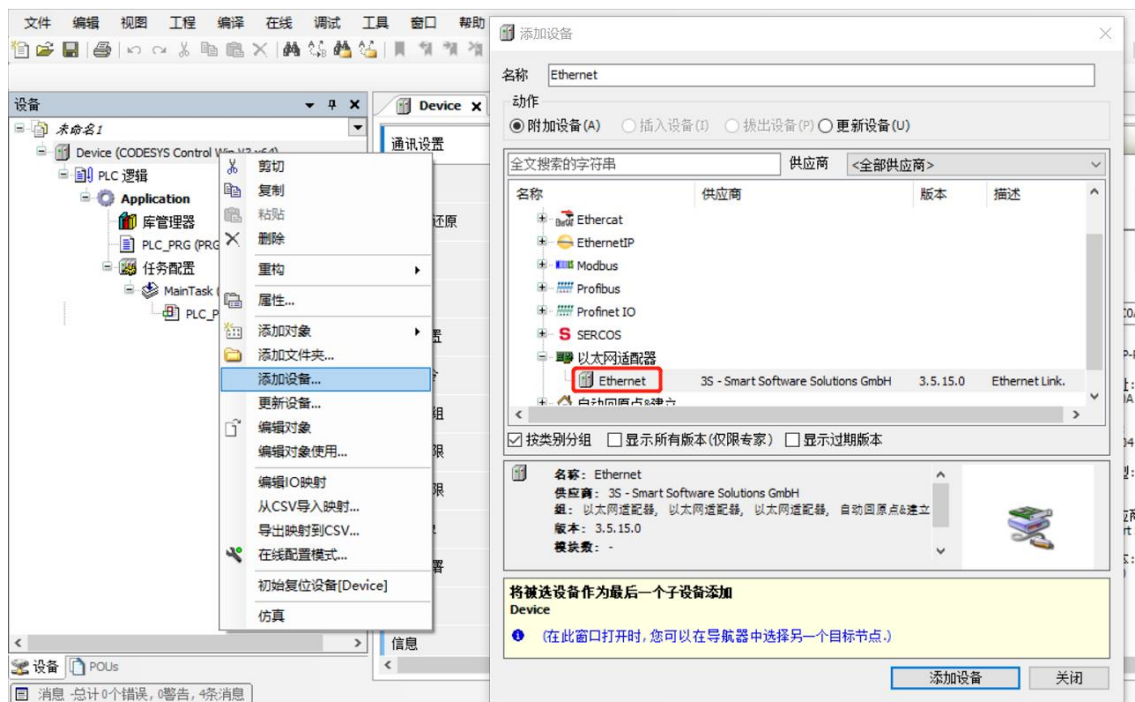 文件 编辑 视图 工程 编译 在线 调试 工具 窗口 帮助
设备
未命名1
Device (CODESYS Control Win V3 x64)
PLC 逻辑
Application
库管理器
PLC_PRG (PRG
任务配置
MainTask
PLC_P
设备 POUs
消息 -总计0个错误, 0警告, 4条消息
剪切
复制
粘贴
删除
重构
属性...
添加对象
添加文件夹...
添加设备...
更新设备...
编辑对象
编辑对象使用...
编辑IO映射
从CSV导入映射...
导出映射到CSV...
在线配置模式...
初始复位设备[Device]
仿真
Device
通讯设置
还原
置
组
限
限
署
信息
添加设备
名称 Ethernet
动作
附加设备(A) 插入设备(I) 拔出设备(P) 更新设备(U)
全文搜索的字符串 供应商 <全部供应商>
名称 供应商 版本 描述
Ethercat
EthernetIP
Modbus
Profibus
Profinet IO
SERCOS
以太网适配器
Ethernet 3S - Smart Software Solutions GmbH 3.5.15.0 Ethernet Link.
自动回原点&建立
按类别分组 显示所有版本(仅限专家) 显示过期版本
名称: Ethernet
供应商: 3S - Smart Software Solutions GmbH
组: 以太网适配器, 以太网适配器, 以太网适配器, 自动回原点&建立
版本: 3.5.15.0
模块数: -
将被选设备作为最后一个子设备添加
Device
(在此窗口打开时,您可以在导航器中选择另一个目标节点.)
添加设备 关闭